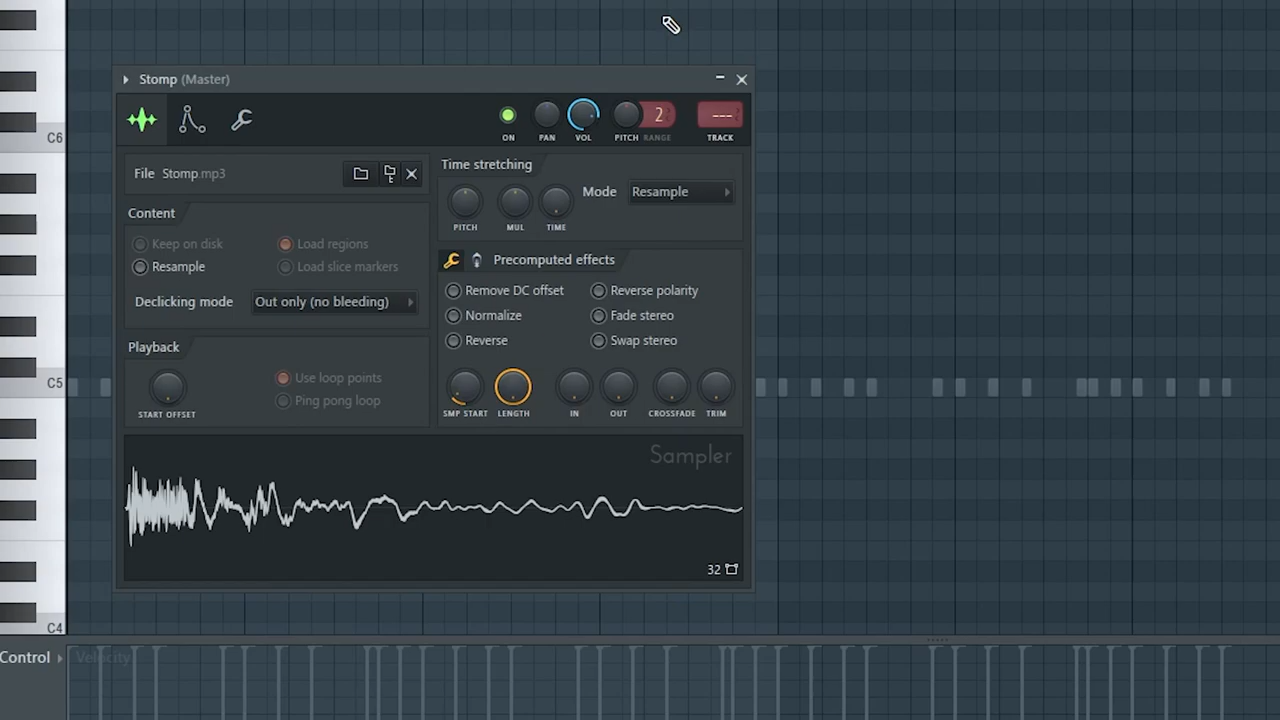 Stomp (Master)
C6
2
---
ON PAN VOL PITCH RANGE TRACK
File Stomp.mp3
Time stretching
Mode Resample
PITCH MUL TIME
Content
Keep on disk Load regions
Resample Load slice markers
Declicking mode Out only (no bleeding)
Precomputed effects
Remove DC offset Reverse polarity
Normalize Fade stereo
Reverse Swap stereo
Playback
Use loop points
Ping pong loop
START OFFSET
C5
SMP START LENGTH IN OUT CROSSFADE TRIM
Sampler
32
C4
Control Velocity